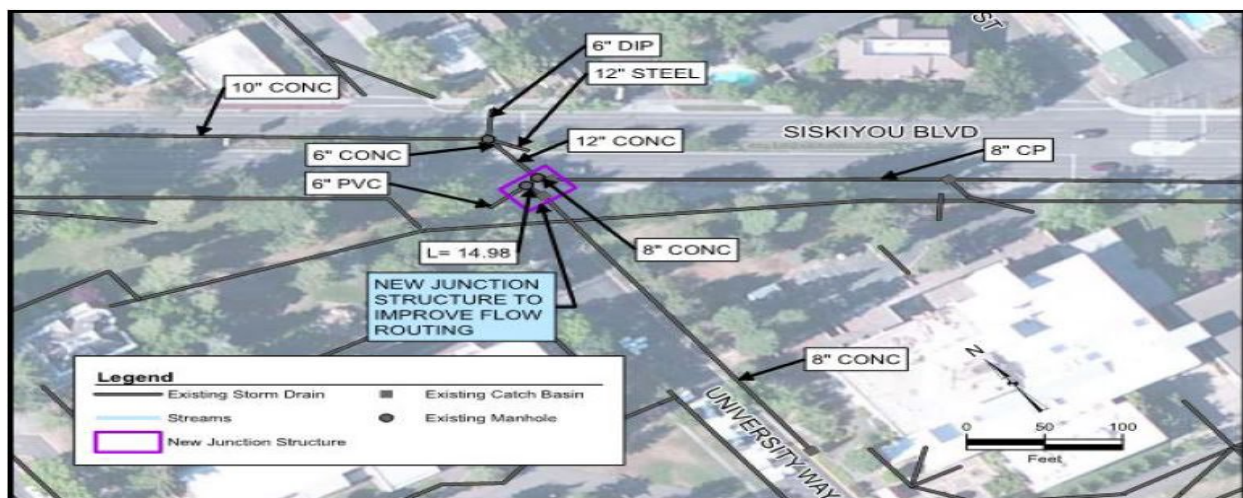 ST
6" DIP
12" STEEL
10" CONC
SISKIYOU BLVD
12" CONC
8" CP
6" CONC
6" PVC
L= 14.98
8" CONC
NEW JUNCTION
STRUCTURE TO
IMPROVE FLOW
ROUTING
8" CONC
UNIVERSITY WAY
Legend
Existing Storm Drain
Existing Catch Basin
Streams
Existing Manhole
New Junction Structure
N
0 50 100
Feet